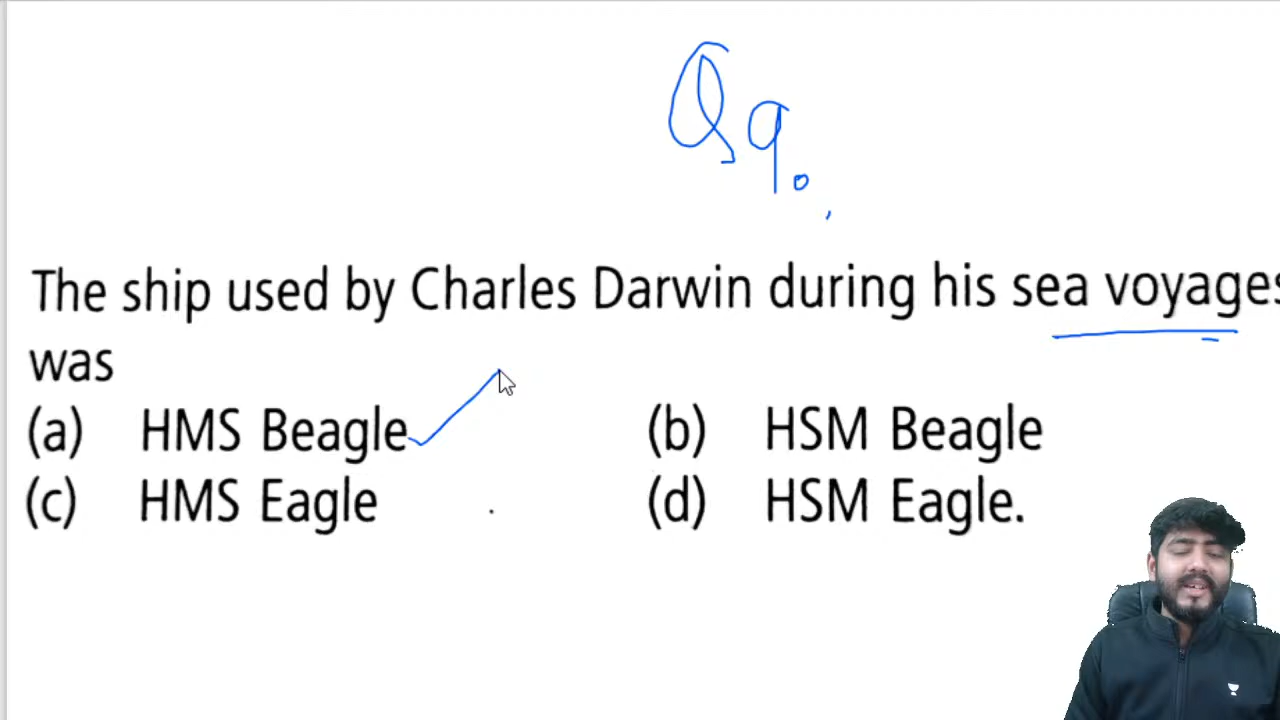 Q 9.
The ship used by Charles Darwin during his sea voyages
was
(a) HMS Beagle (b) HSM Beagle
(c) HMS Eagle (d) HSM Eagle.